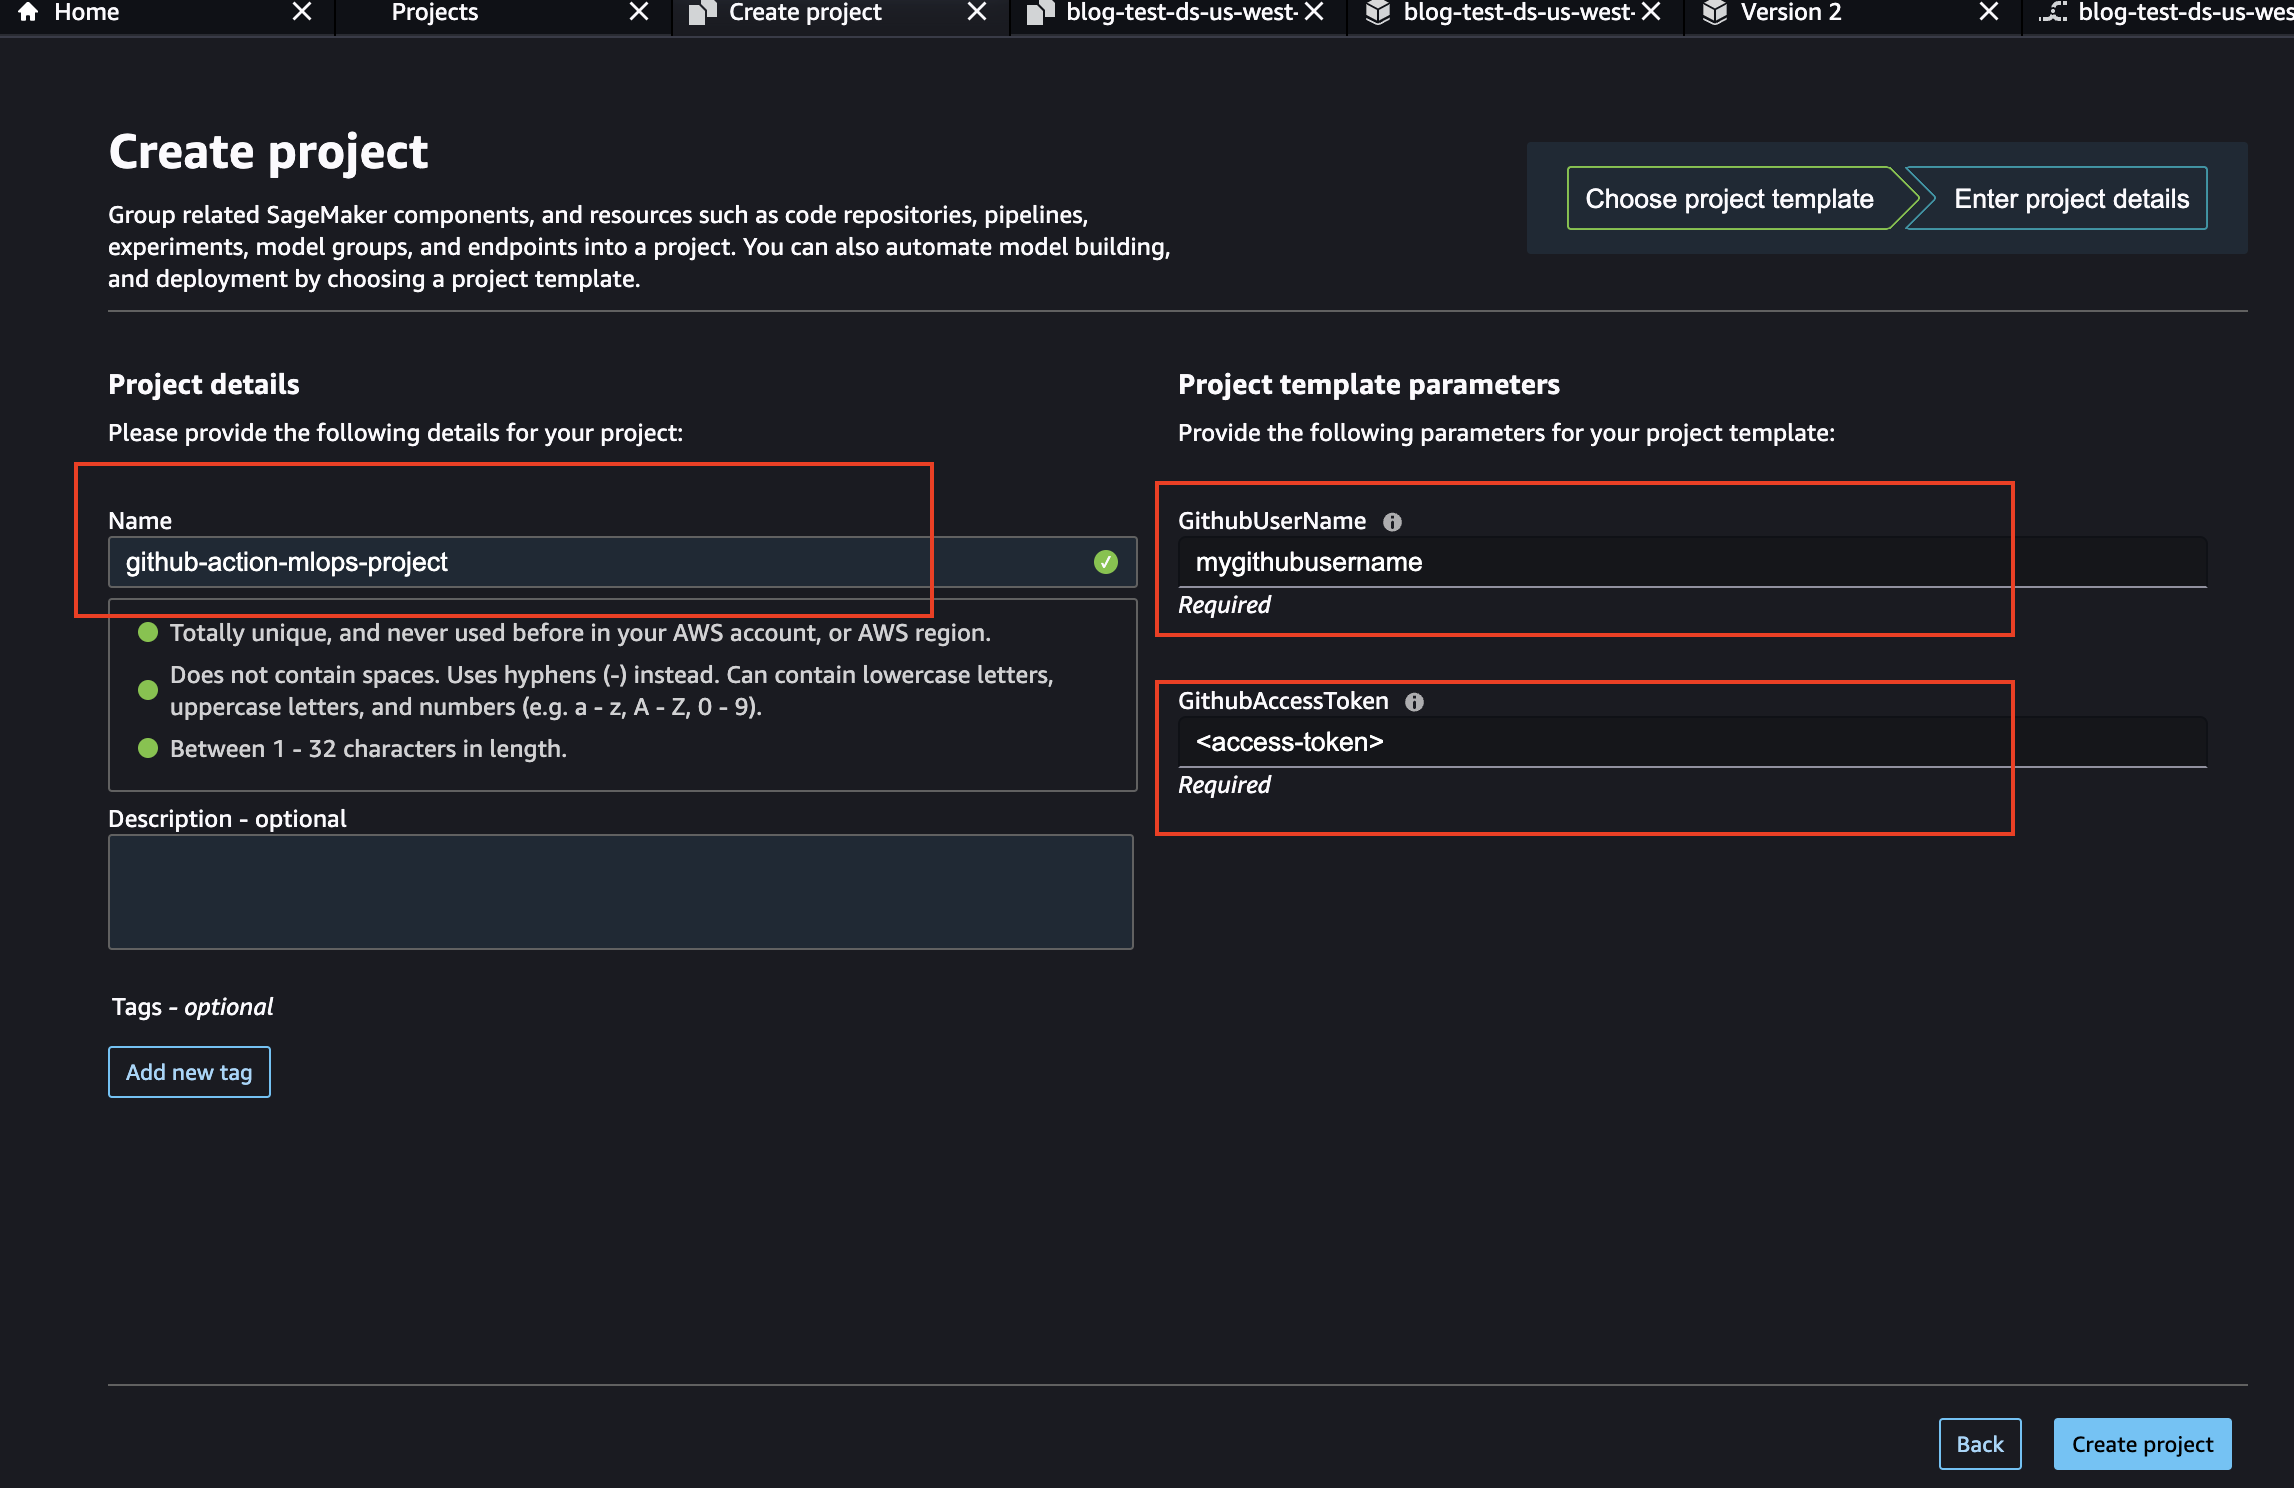 Home
Projects
Create project
blog-test-ds-us-west-
blog-test-ds-us-west-
Version 2
blog-test-ds-us-wes
Create project
Group related SageMaker components, and resources such as code repositories, pipelines,
experiments, model groups, and endpoints into a project. You can also automate model building,
and deployment by choosing a project template.
Choose project template
Enter project details
Project details
Please provide the following details for your project:
Name
github-action-mlops-project
Totally unique, and never used before in your AWS account, or AWS region.
Does not contain spaces. Uses hyphens (-) instead. Can contain lowercase letters,
uppercase letters, and numbers (e.g. a - z, A - Z, 0 - 9).
Between 1 - 32 characters in length.
Description - optional
Tags - optional
Add new tag
Project template parameters
Provide the following parameters for your project template:
GithubUserName
mygithubusername
Required
GithubAccessToken
<access-token>
Required
Back
Create project